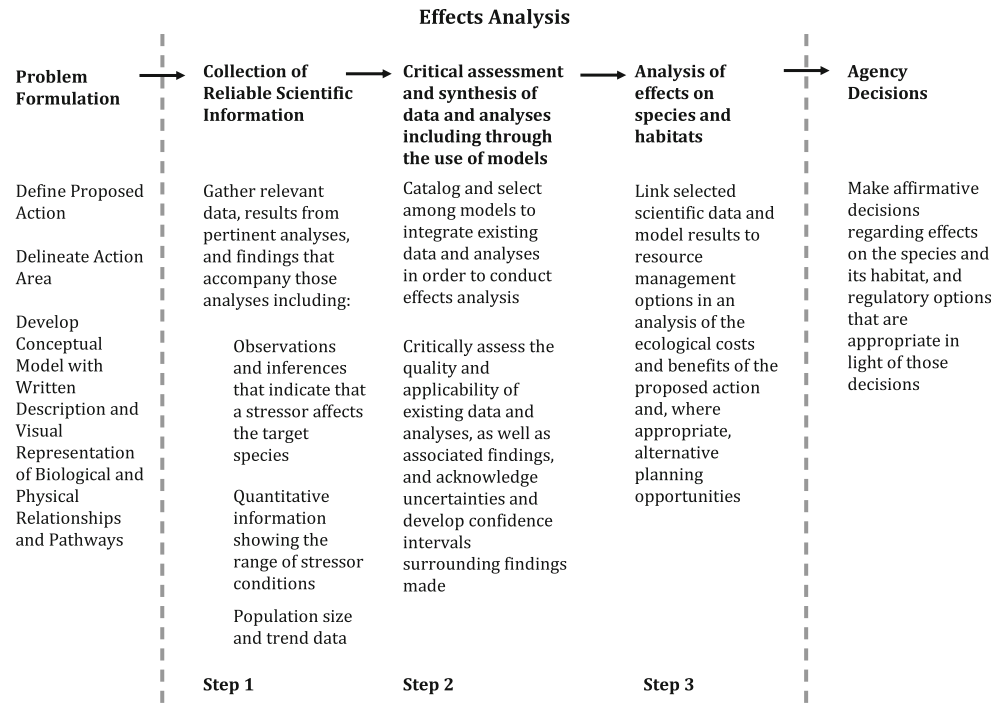 Effects Analysis
Problem
Formulation
Define Proposed
Action
Delineate Action
Area
Develop
Conceptual
Model with
Written
Description and
Visual
Representation
of Biological and
Physical
Relationships
and Pathways
Collection of
Reliable Scientific
Information
Gather relevant
data, results from
pertinent analyses,
and findings that
accompany those
analyses including:
Observations
and inferences
that indicate that
a stressor affects
the target
species
Quantitative
information
showing the
range of stressor
conditions
Population size
and trend data
Step 1
Critical assessment
and synthesis of
data and analyses
including through
the use of models
Catalog and select
among models to
integrate existing
data and analyses
in order to conduct
effects analysis
Critically assess the
quality and
applicability of
existing data and
analyses, as well as
associated findings,
and acknowledge
uncertainties and
develop confidence
intervals
surrounding findings
made
Step 2
Analysis of
effects on
species and
habitats
Link selected
scientific data and
model results to
resource
management
options in an
analysis of the
ecological costs
and benefits of the
proposed action
and, where
appropriate,
alternative
planning
opportunities
Step 3
Agency
Decisions
Make affirmative
decisions
regarding effects
on the species and
its habitat, and
regulatory options
that are
appropriate in
light of those
decisions